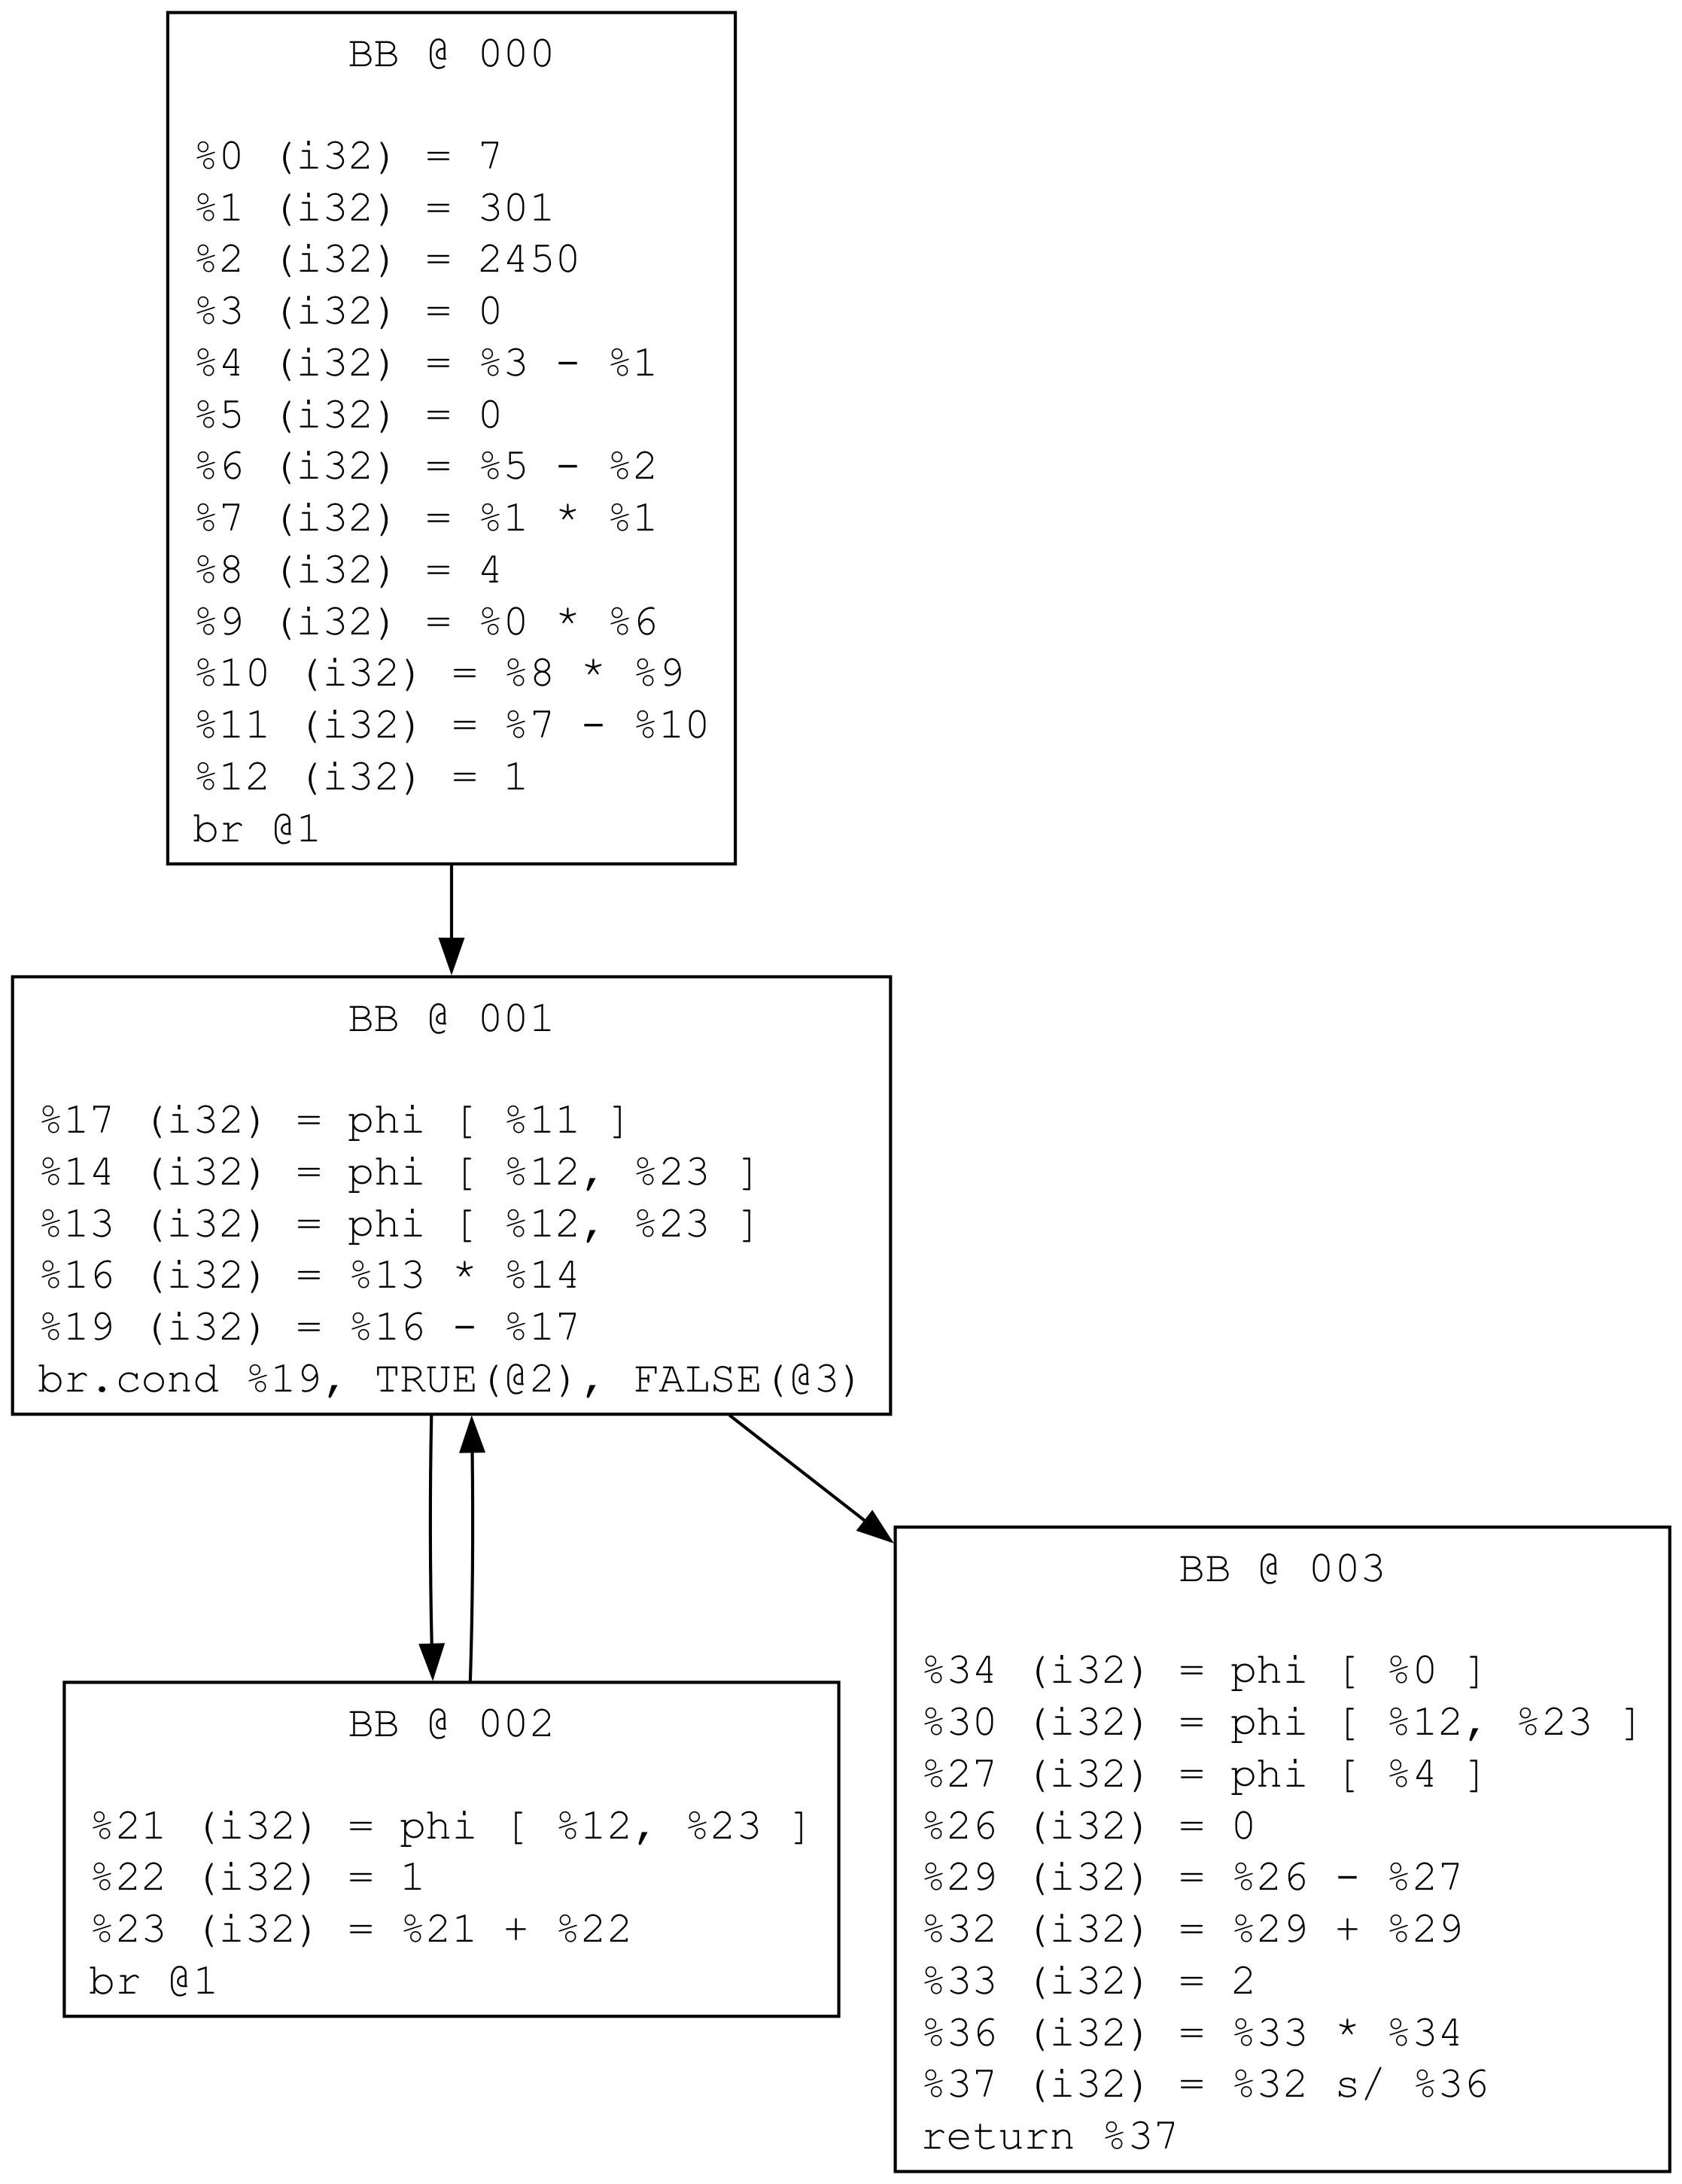 BB @ 000
%0 (i32) = 7
%1 (i32) = 301
%2 (i32) = 2450
%3 (i32) = 0
%4 (i32) = %3 - %1
%5 (i32) = 0
%6 (i32) = %5 - %2
%7 (i32) = %1 * %1
%8 (i32) = 4
%9 (i32) = %0 * %6
%10 (i32) = %8 * %9
%11 (i32) = %7 - %10
%12 (i32) = 1
br @1
BB @ 001
%17 (i32) = phi [ %11 ]
%14 (i32) = phi [ %12, %23 ]
%13 (i32) = phi [ %12, %23 ]
%16 (i32) = %13 * %14
%19 (i32) = %16 - %17
br.cond %19, TRUE(@2), FALSE(@3)
BB @ 002
%21 (i32) = phi [ %12, %23 ]
%22 (i32) = 1
%23 (i32) = %21 + %22
br @1
BB @ 003
%34 (i32) = phi [ %0 ]
%30 (i32) = phi [ %12, %23 ]
%27 (i32) = phi [ %4 ]
%26 (i32) = 0
%29 (i32) = %26 - %27
%32 (i32) = %29 + %29
%33 (i32) = 2
%36 (i32) = %33 * %34
%37 (i32) = %32 s/ %36
return %37